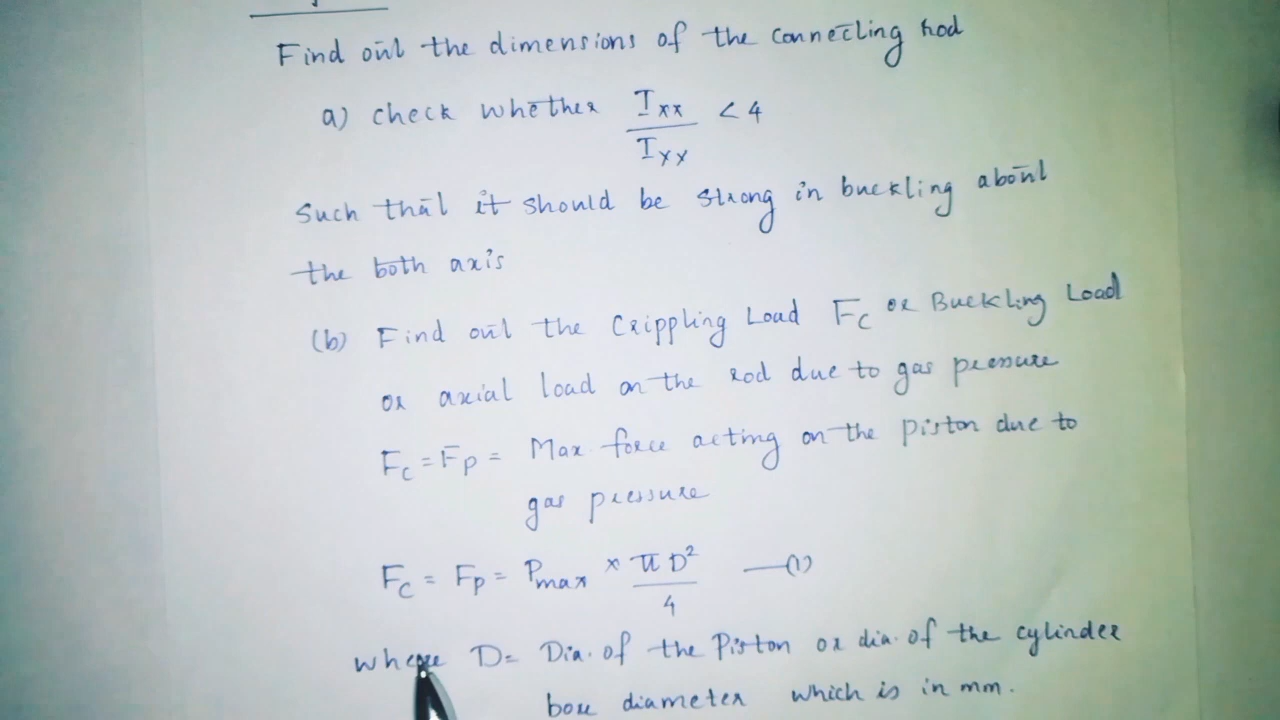 Find out the dimensions of the connecting rod
a) check whether Ixx / Iyy < 4
Such that it should be strong in buckling about
the both axis
(b) Find out the Crippling Load Fc or Buckling Load
or axial load on the rod due to gas pressure
Fc = Fp = Max force acting on the piston due to
gas pressure
Fc = Fp = Pmax × π D² / 4 —(1)
where D = Dia. of the Piston or dia. of the cylinder
bore diameter which is in mm.